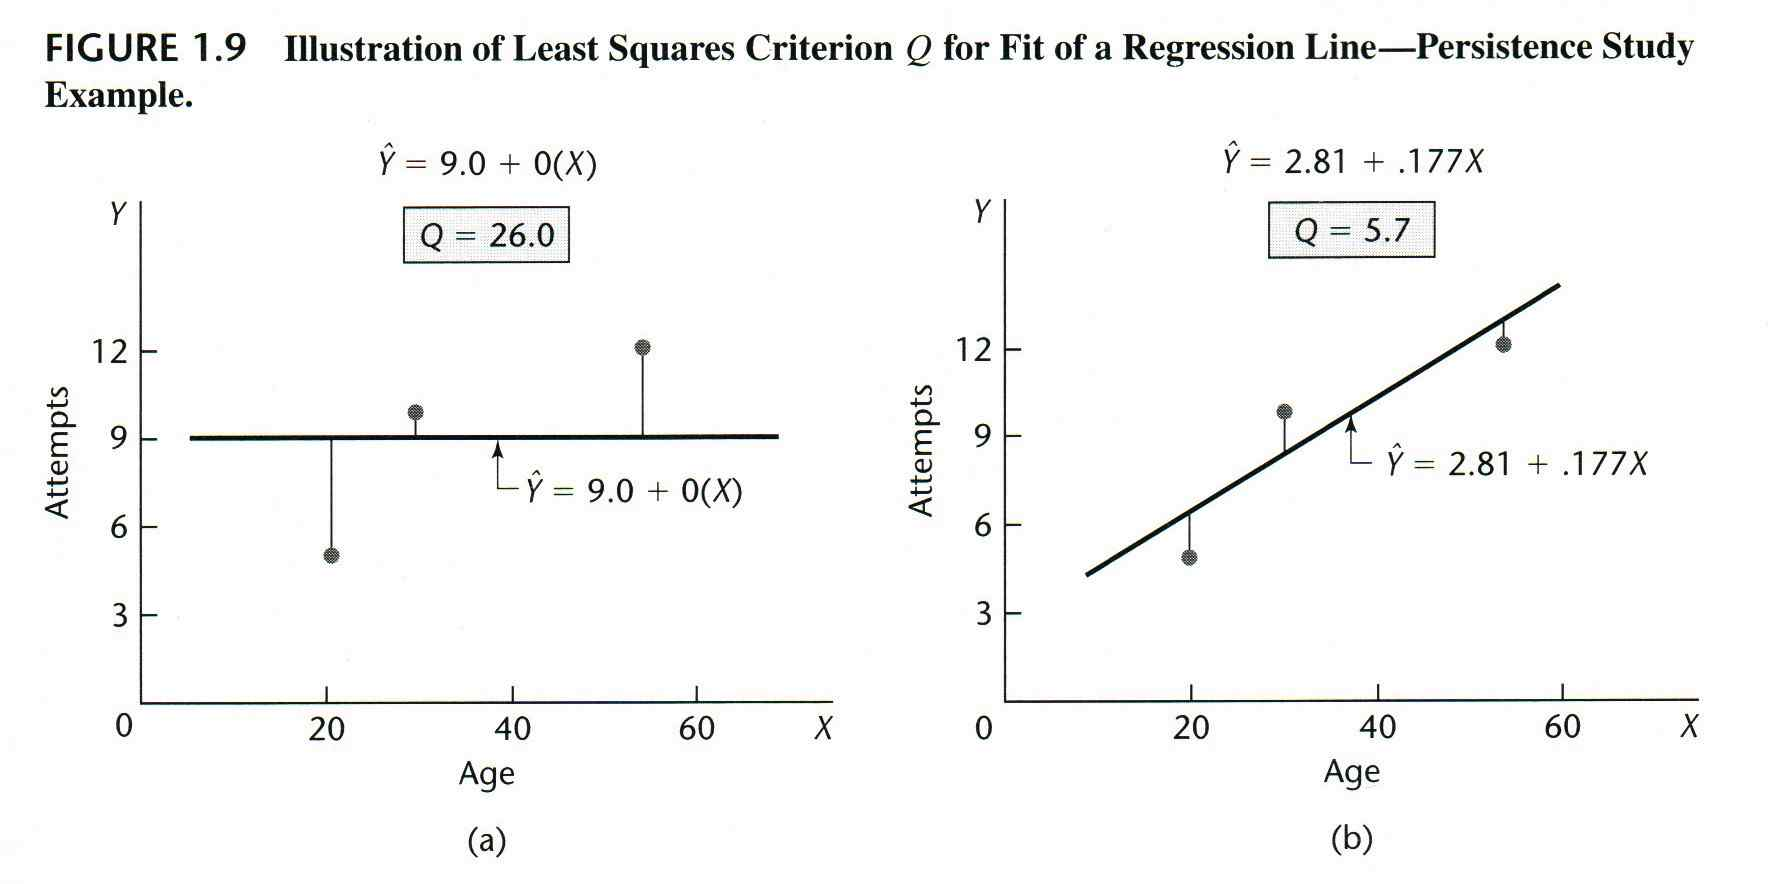 FIGURE 1.9 Illustration of Least Squares Criterion Q for Fit of a Regression Line—Persistence Study
Example.
Ŷ = 9.0 + 0(X)
Q = 26.0
Y
12
9
6
3
0
Attempts
Ŷ = 9.0 + 0(X)
20 40 60 X
Age
(a)
Ŷ = 2.81 + .177X
Q = 5.7
Y
12
9
6
3
0
Attempts
Ŷ = 2.81 + .177X
20 40 60 X
Age
(b)